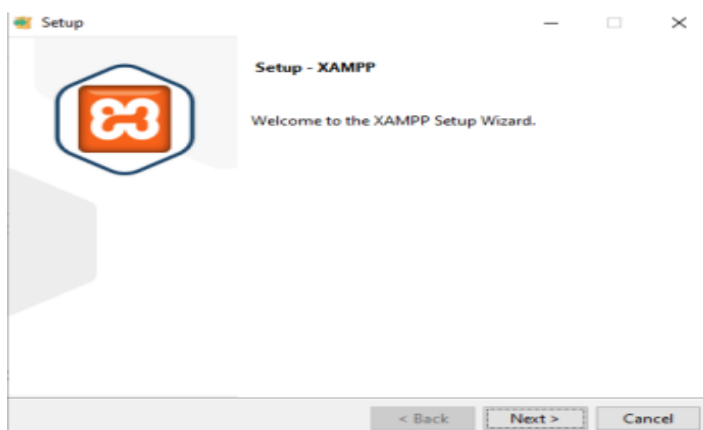 Setup
Setup - XAMPP
Welcome to the XAMPP Setup Wizard.
< Back Next > Cancel